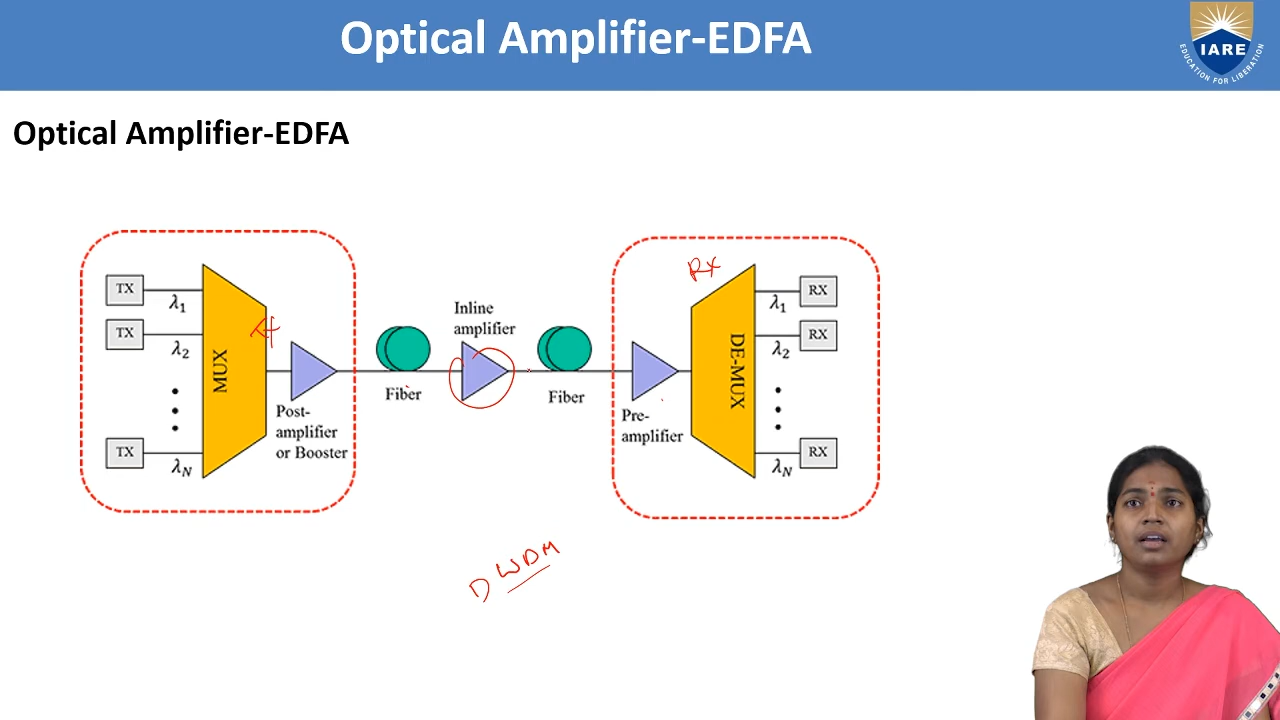 Optical Amplifier-EDFA
IARE
EDUCATION FOR LIBERATION
Optical Amplifier-EDFA
TX
λ1
TX
λ2
TX
λN
MUX
Post-
amplifier
or Booster
Fiber
Inline
amplifier
Fiber
Pre-
amplifier
RX
DE-MUX
λ1
RX
λ2
RX
λN
RX
DWDM